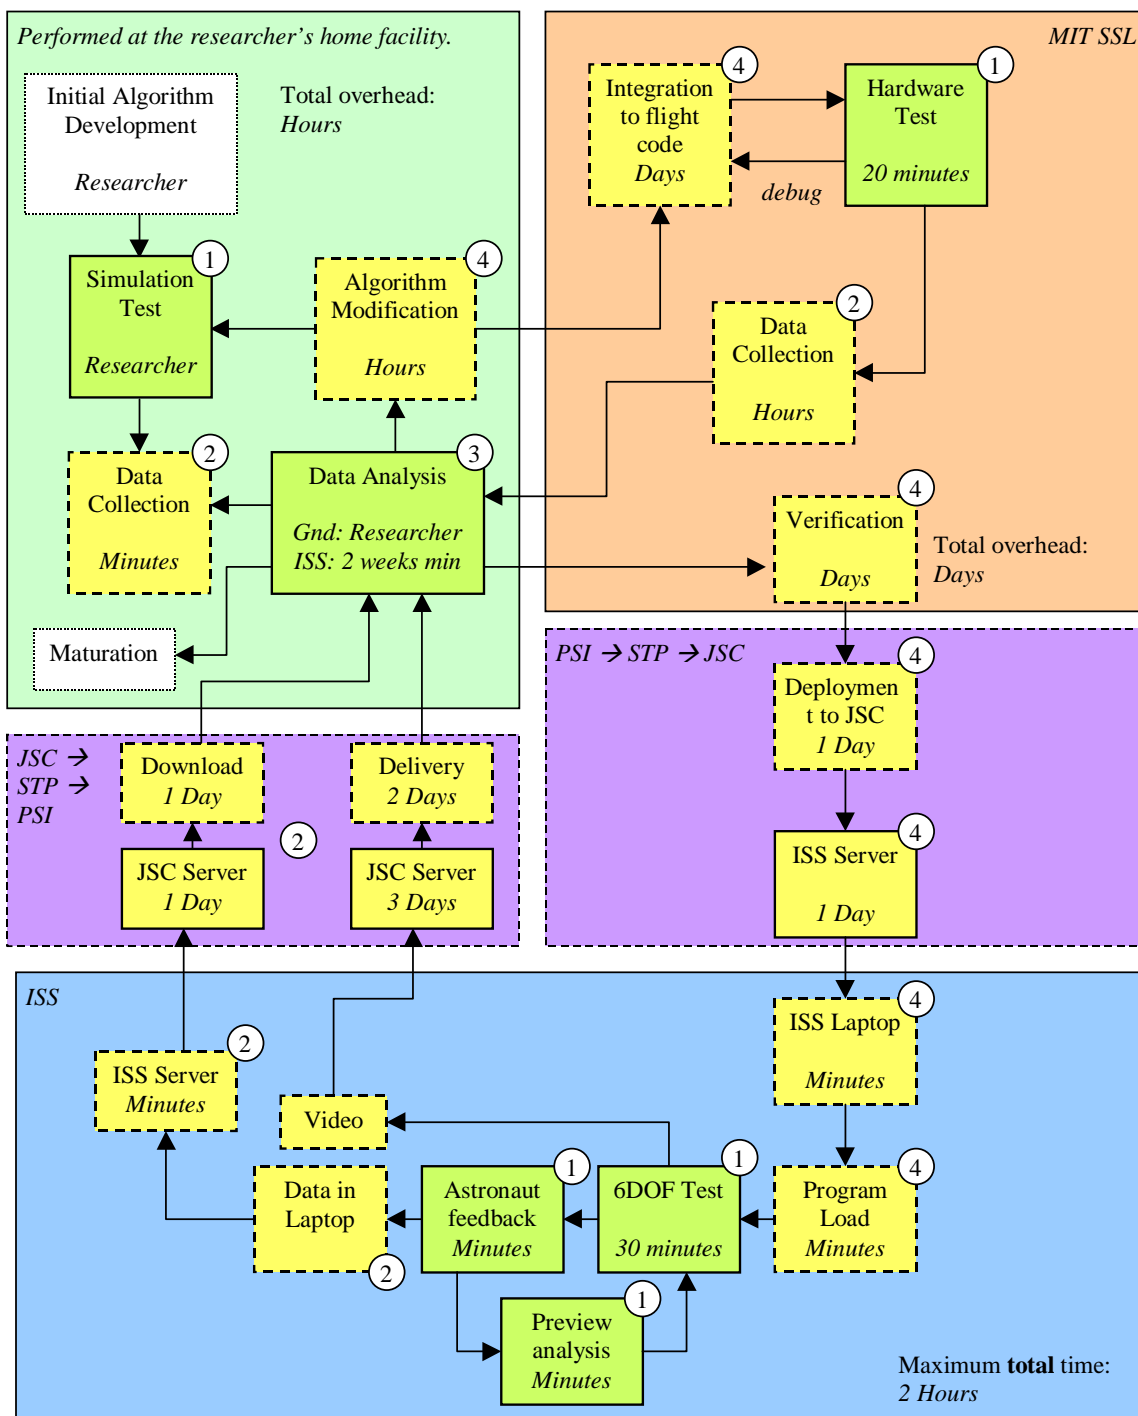 Performed at the researcher's home facility.
Initial Algorithm
Development
Researcher
Total overhead:
Hours
1
Simulation
Test
Researcher
4
Algorithm
Modification
Hours
2
Data
Collection
Minutes
3
Data Analysis
Gnd: Researcher
ISS: 2 weeks min
Maturation
MIT SSL
4
Integration
to flight
code
Days
1
Hardware
Test
20 minutes
debug
2
Data
Collection
Hours
4
Verification
Days
Total overhead:
Days
PSI → STP → JSC
4
Deploymen
t to JSC
1 Day
4
ISS Server
1 Day
JSC →
STP →
PSI
Download
1 Day
Delivery
2 Days
2
JSC Server
1 Day
JSC Server
3 Days
ISS
4
ISS Laptop
Minutes
2
ISS Server
Minutes
Video
Data in
Laptop
2
1
Astronaut
feedback
Minutes
1
6DOF Test
30 minutes
4
Program
Load
Minutes
1
Preview
analysis
Minutes
Maximum total time:
2 Hours